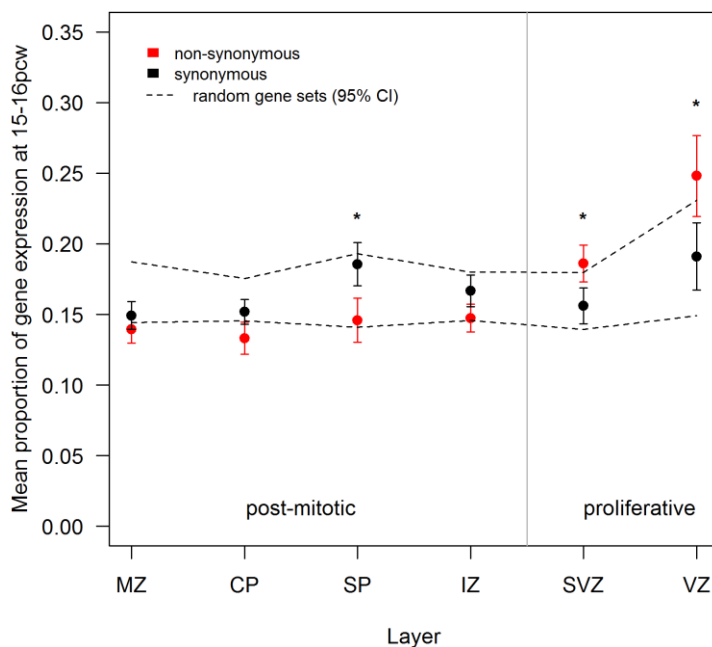 Mean proportion of gene expression at 15-16pcw
0.35
0.30
0.25
0.20
0.15
0.10
0.05
0.00
non-synonymous
synonymous
random gene sets (95% CI)
*
*
*
post-mitotic
proliferative
MZ
CP
SP
IZ
SVZ
VZ
Layer